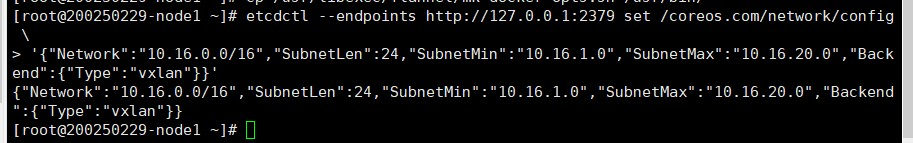 [root@200250229-node1 ~]# etcdctl --endpoints http://127.0.0.1:2379 set /coreos.com/network/config
\
> '{"Network":"10.16.0.0/16","SubnetLen":24,"SubnetMin":"10.16.1.0","SubnetMax":"10.16.20.0","Back
end":{"Type":"vxlan"}}'
{"Network":"10.16.0.0/16","SubnetLen":24,"SubnetMin":"10.16.1.0","SubnetMax":"10.16.20.0","Backend
":{"Type":"vxlan"}}
[root@200250229-node1 ~]#